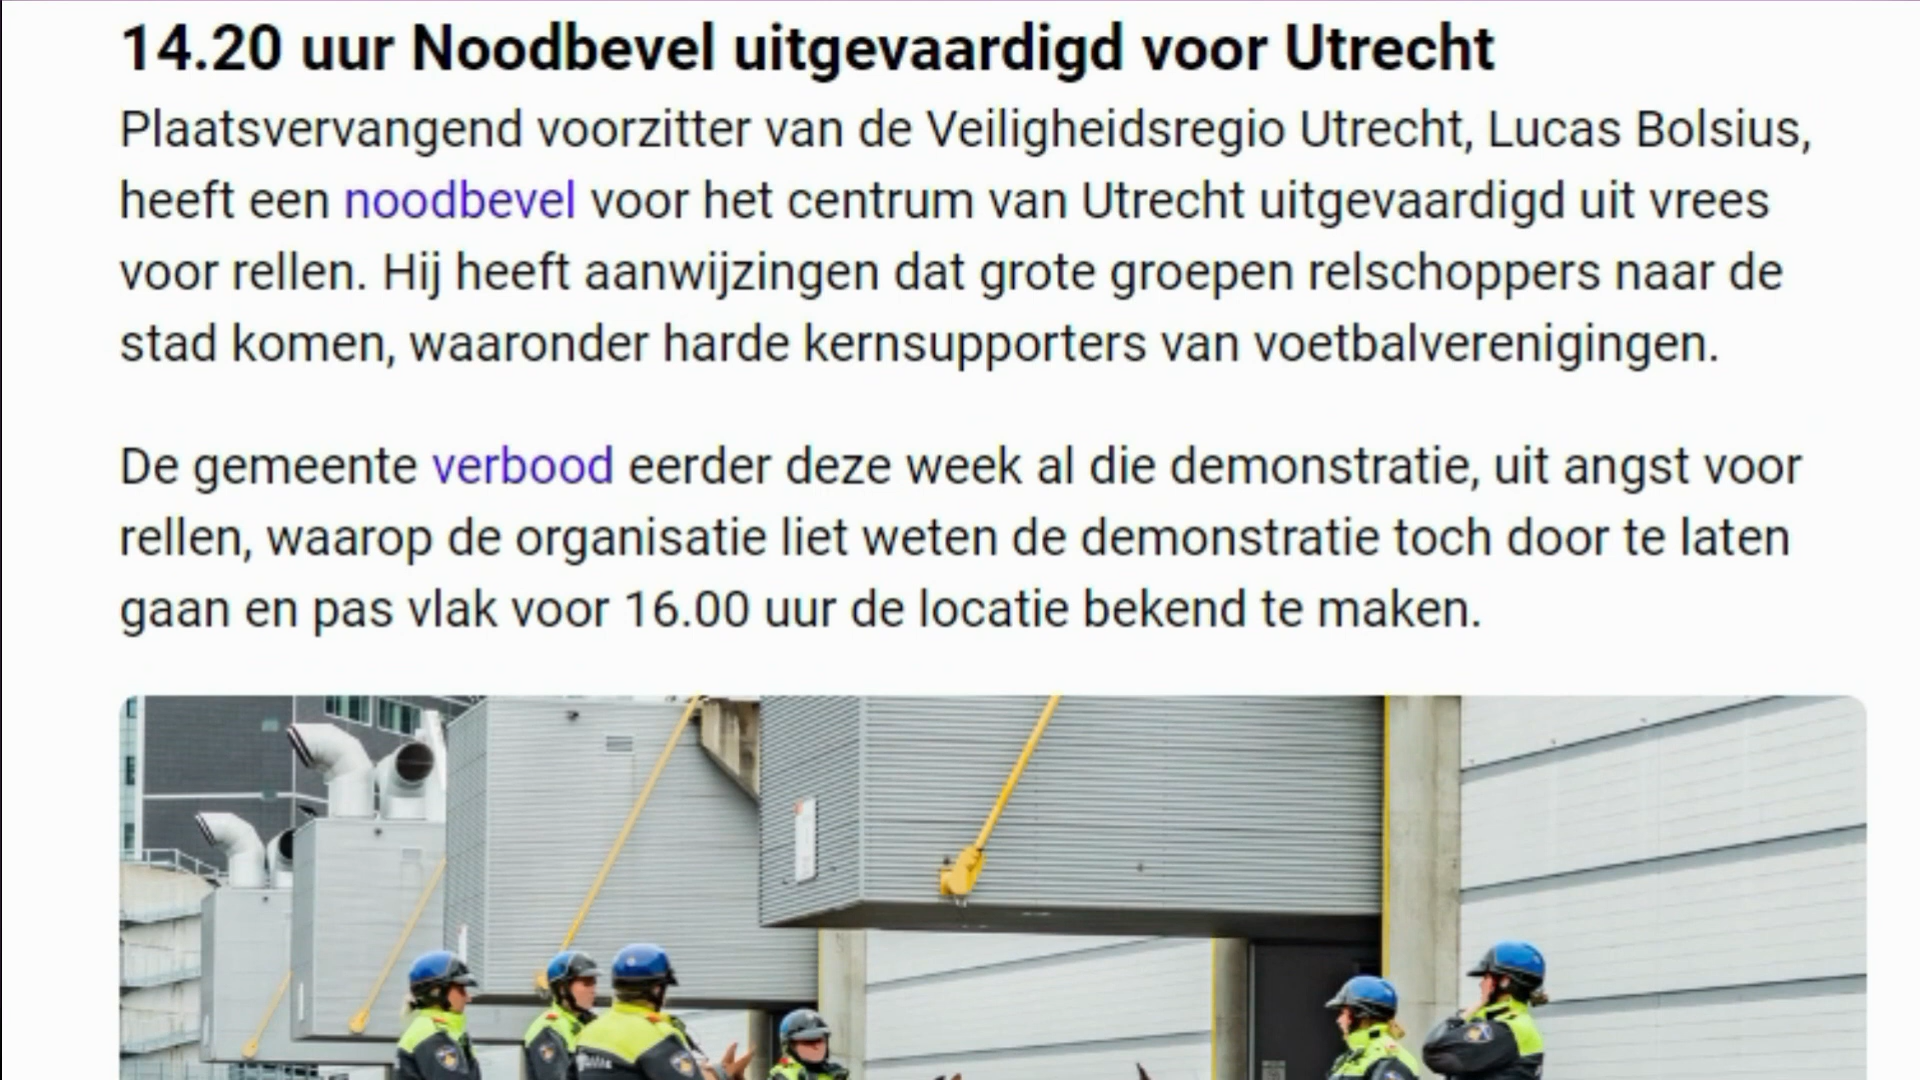 14.20 uur Noodbevel uitgevaardigd voor Utrecht
Plaatsvervangend voorzitter van de Veiligheidsregio Utrecht, Lucas Bolsius,
heeft een noodbevel voor het centrum van Utrecht uitgevaardigd uit vrees
voor rellen. Hij heeft aanwijzingen dat grote groepen relschoppers naar de
stad komen, waaronder harde kernsupporters van voetbalverenigingen.
De gemeente verbood eerder deze week al die demonstratie, uit angst voor
rellen, waarop de organisatie liet weten de demonstratie toch door te laten
gaan en pas vlak voor 16.00 uur de locatie bekend te maken.